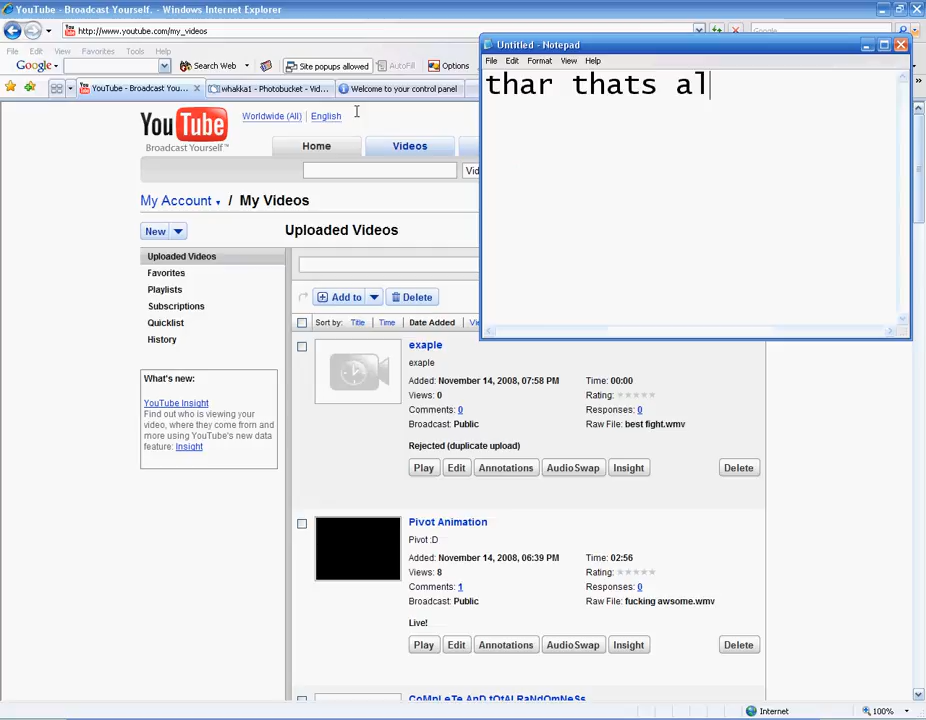 YouTube - Broadcast Yourself. - Windows Internet Explorer
http://www.youtube.com/my_videos
Google
File Edit View Favorites Tools Help
Google Search Web Site popups allowed AutoFill Options
YouTube - Broadcast You... whakka1 - Photobucket - Vid... Welcome to your control panel
Untitled - Notepad
File Edit Format View Help
thar thats al
You Tube
Broadcast Yourself™
Worldwide (All) | English
Home Videos
Vid
My Account / My Videos
New
Uploaded Videos
Uploaded Videos
Favorites
Playlists
Subscriptions
Quicklist
History
What's new:
YouTube Insight
Find out who is viewing your
video, where they come from and
more using YouTube's new data
feature: Insight
Add to Delete
Sort by: Title Time Date Added
exaple
exaple
Added: November 14, 2008, 07:58 PM Time: 00:00
Views: 0 Rating:
Comments: 0 Responses: 0
Broadcast: Public Raw File: best fight.wmv
Rejected (duplicate upload)
Play Edit Annotations AudioSwap Insight Delete
Pivot Animation
Pivot :D
Added: November 14, 2008, 06:39 PM Time: 02:56
Views: 8 Rating:
Comments: 1 Responses: 0
Broadcast: Public Raw File: fucking awsome.wmv
Live!
Play Edit Annotations AudioSwap Insight Delete
CoMpLeTe AnD tOtAl RaNdOmNeSs
Internet 100%